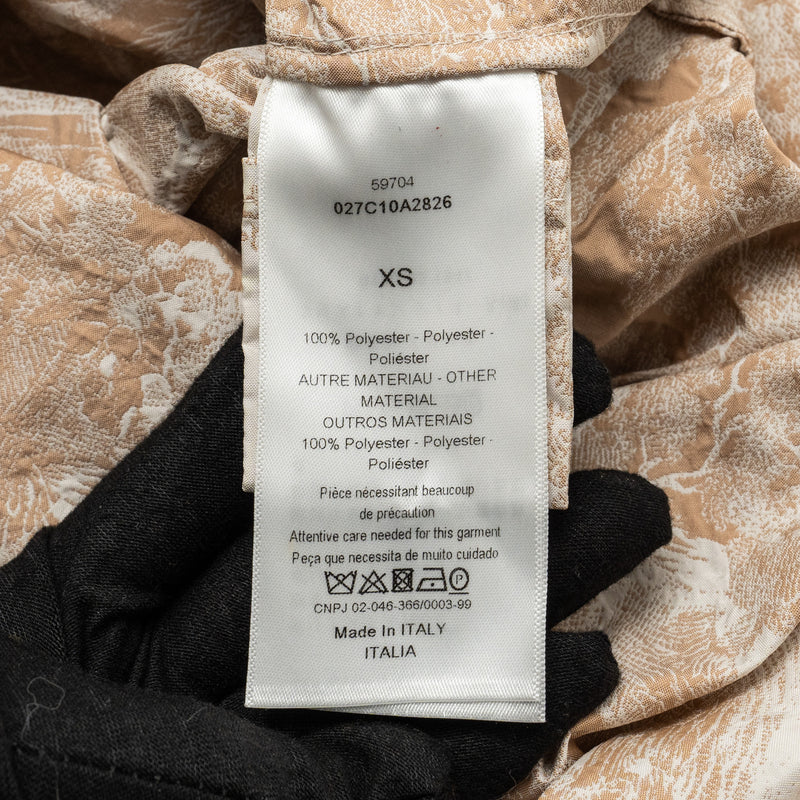 59704
027C10A2826
XS
100% Polyester - Polyester -
Poliéster
AUTRE MATERIAU - OTHER
MATERIAL
OUTROS MATERIAIS
100% Polyester - Polyester -
Poliéster
Pièce nécessitant beaucoup
de précaution
Attentive care needed for this garment
Peça que necessita de muito cuidado
P
CNPJ 02-046-366/0003-99
Made In ITALY
ITALIA